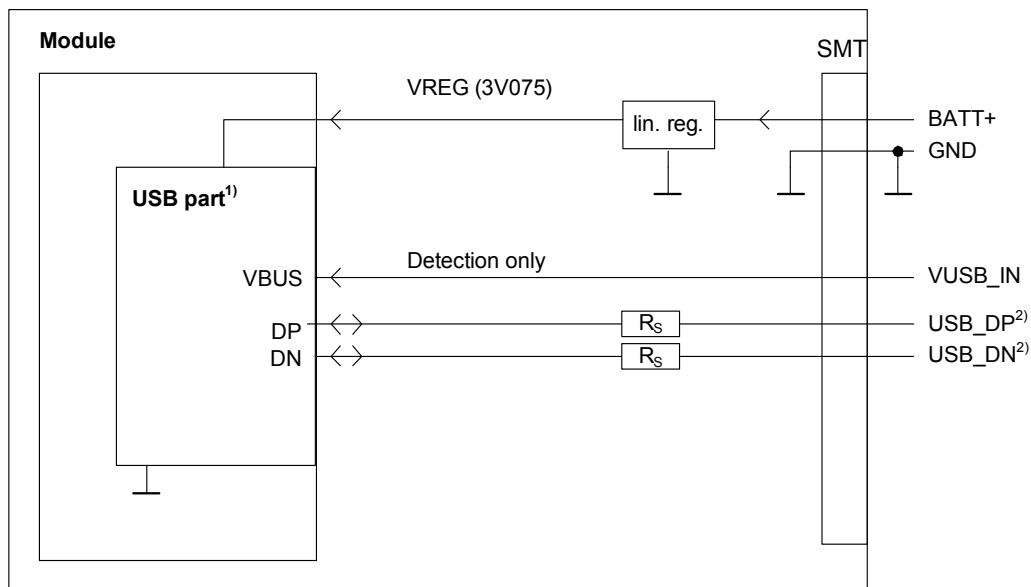 Module
SMT
VREG (3V075)
lin. reg.
BATT+
GND
USB part1)
Detection only
VBUS
VUSB_IN
DP
RS
USB_DP2)
DN
RS
USB_DN2)